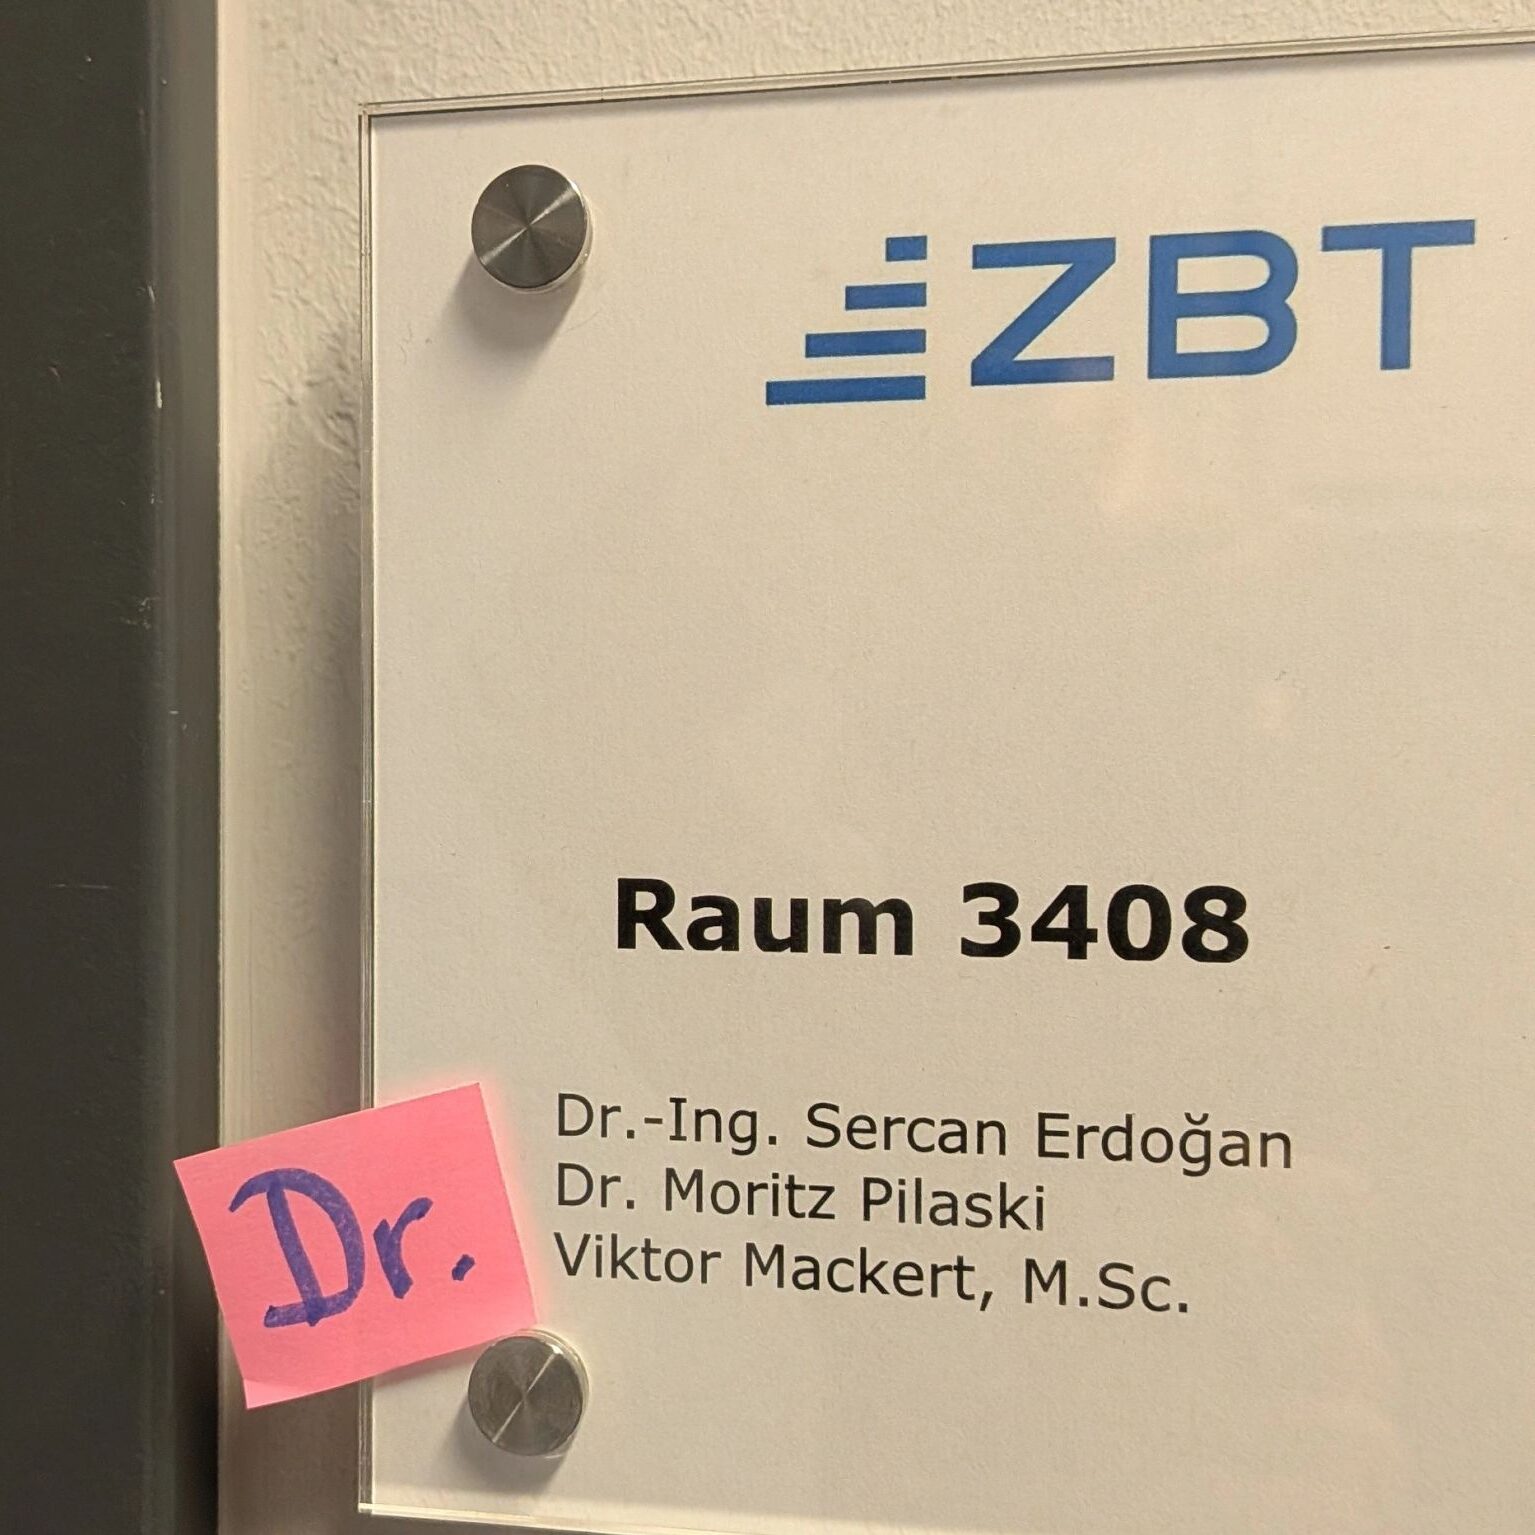 ZBT
Raum 3408
Dr.-Ing. Sercan Erdoğan
Dr. Moritz Pilaski
Dr. Viktor Mackert, M.Sc.